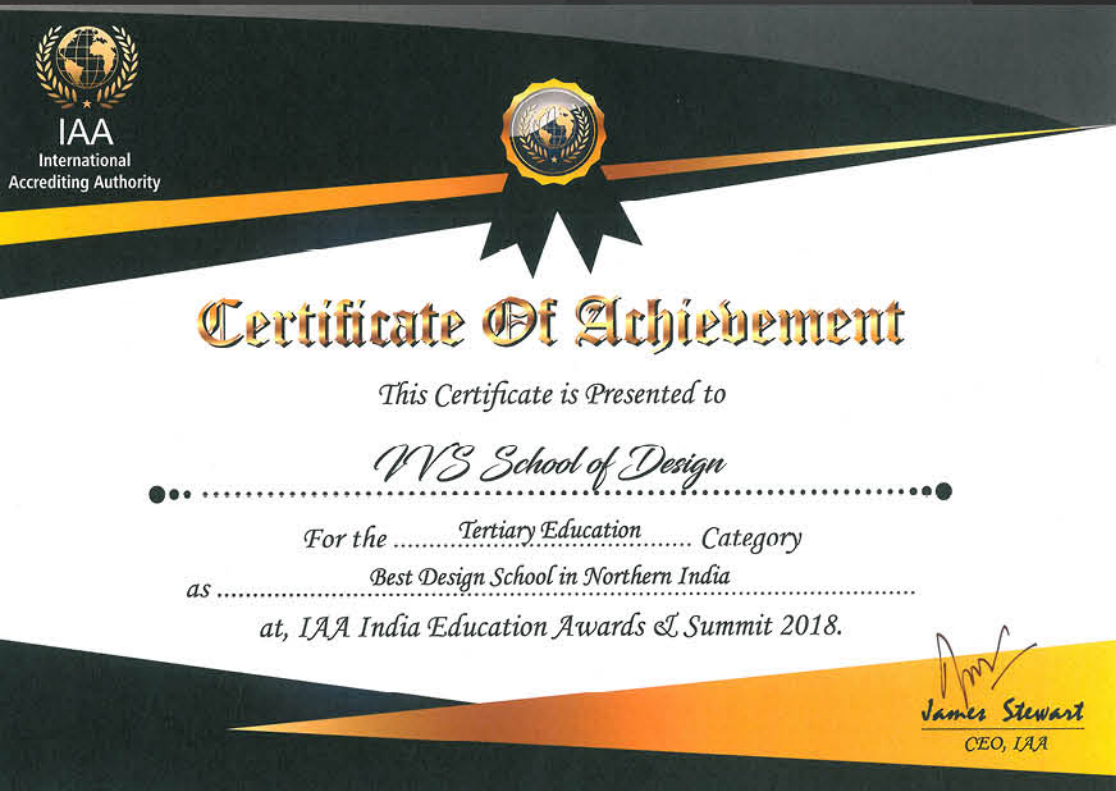 IAA
International
Accrediting Authority
Certificate Of Achievement
This Certificate is Presented to
IVS School of Design
For the Tertiary Education Category
as Best Design School in Northern India
at, IAA India Education Awards & Summit 2018.
James Stewart
CEO, IAA